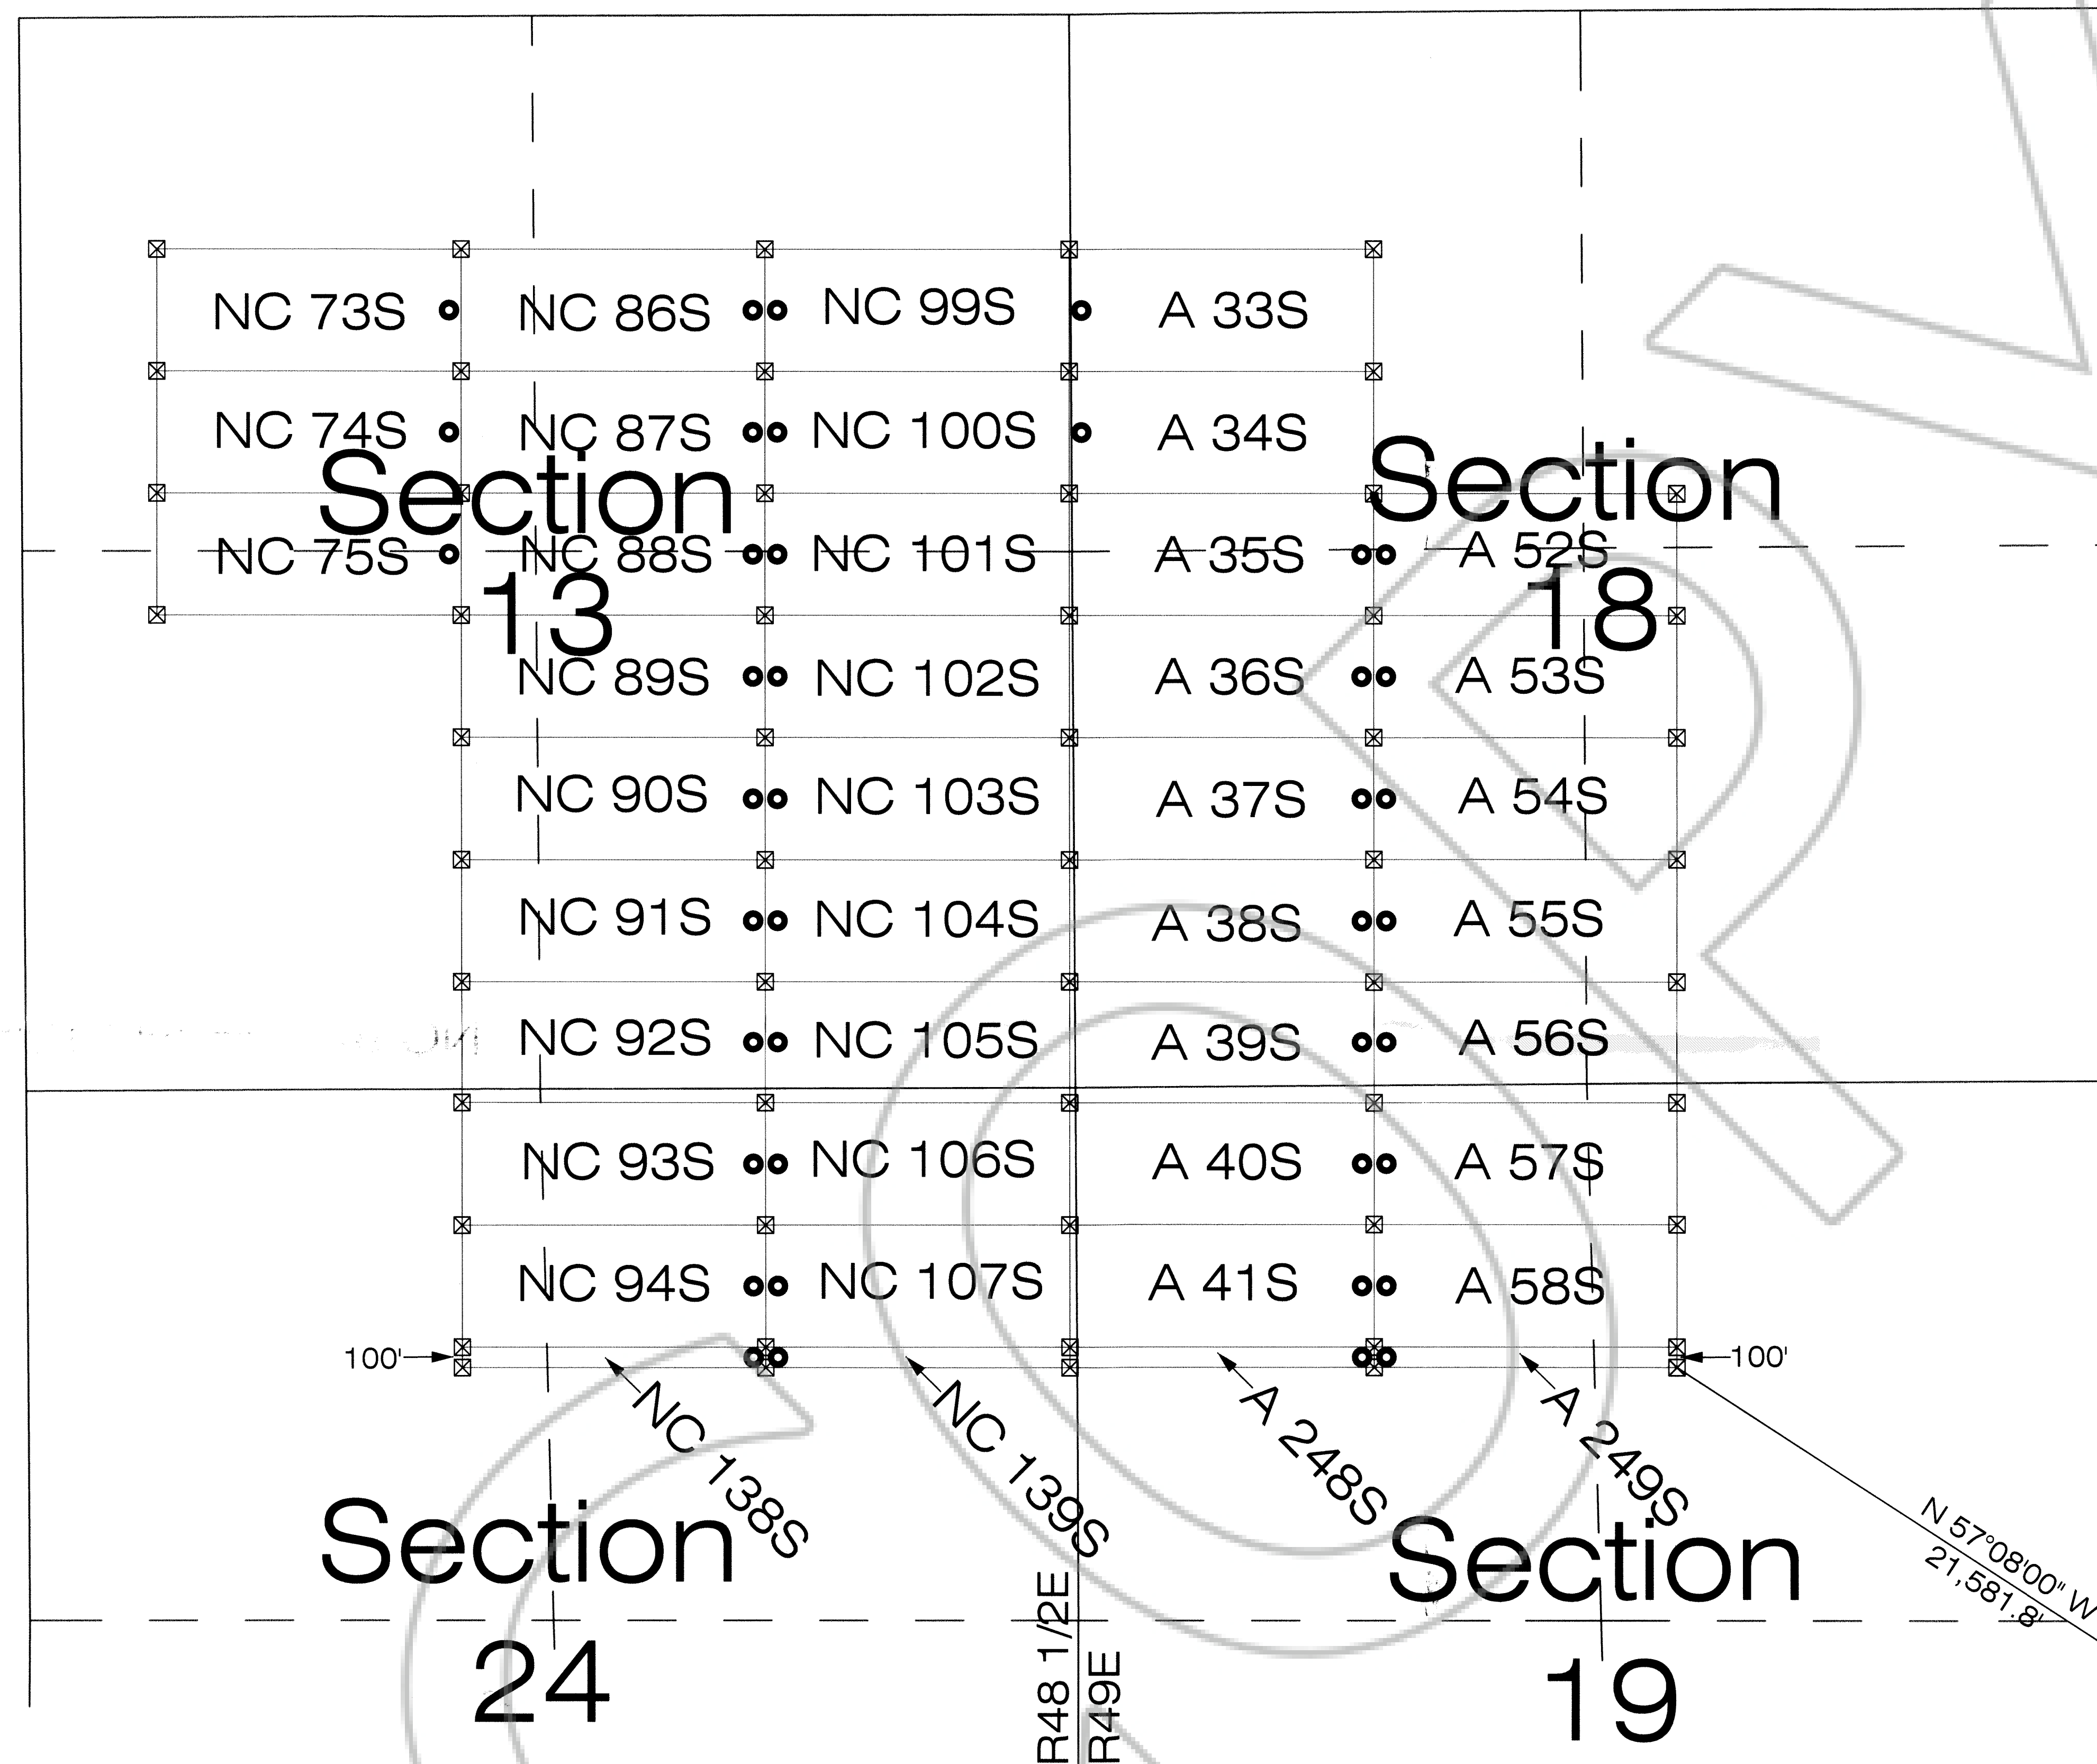 NC 73S NC 86S NC 99S A 33S
NC 74S NC 87S NC 100S A 34S
Section Section
NC 75S NC 88S NC 101S A 35S A 52S
13 18
NC 89S NC 102S A 36S A 53S
NC 90S NC 103S A 37S A 54S
NC 91S NC 104S A 38S A 55S
NC 92S NC 105S A 39S A 56S
NC 93S NC 106S A 40S A 57S
NC 94S NC 107S A 41S A 58S
100' 100'
NC 138S NC 139S A 248S A 249S
N 57°08'00" W
21,581.8'
Section Section
24 19
R48 1/2E
R49E